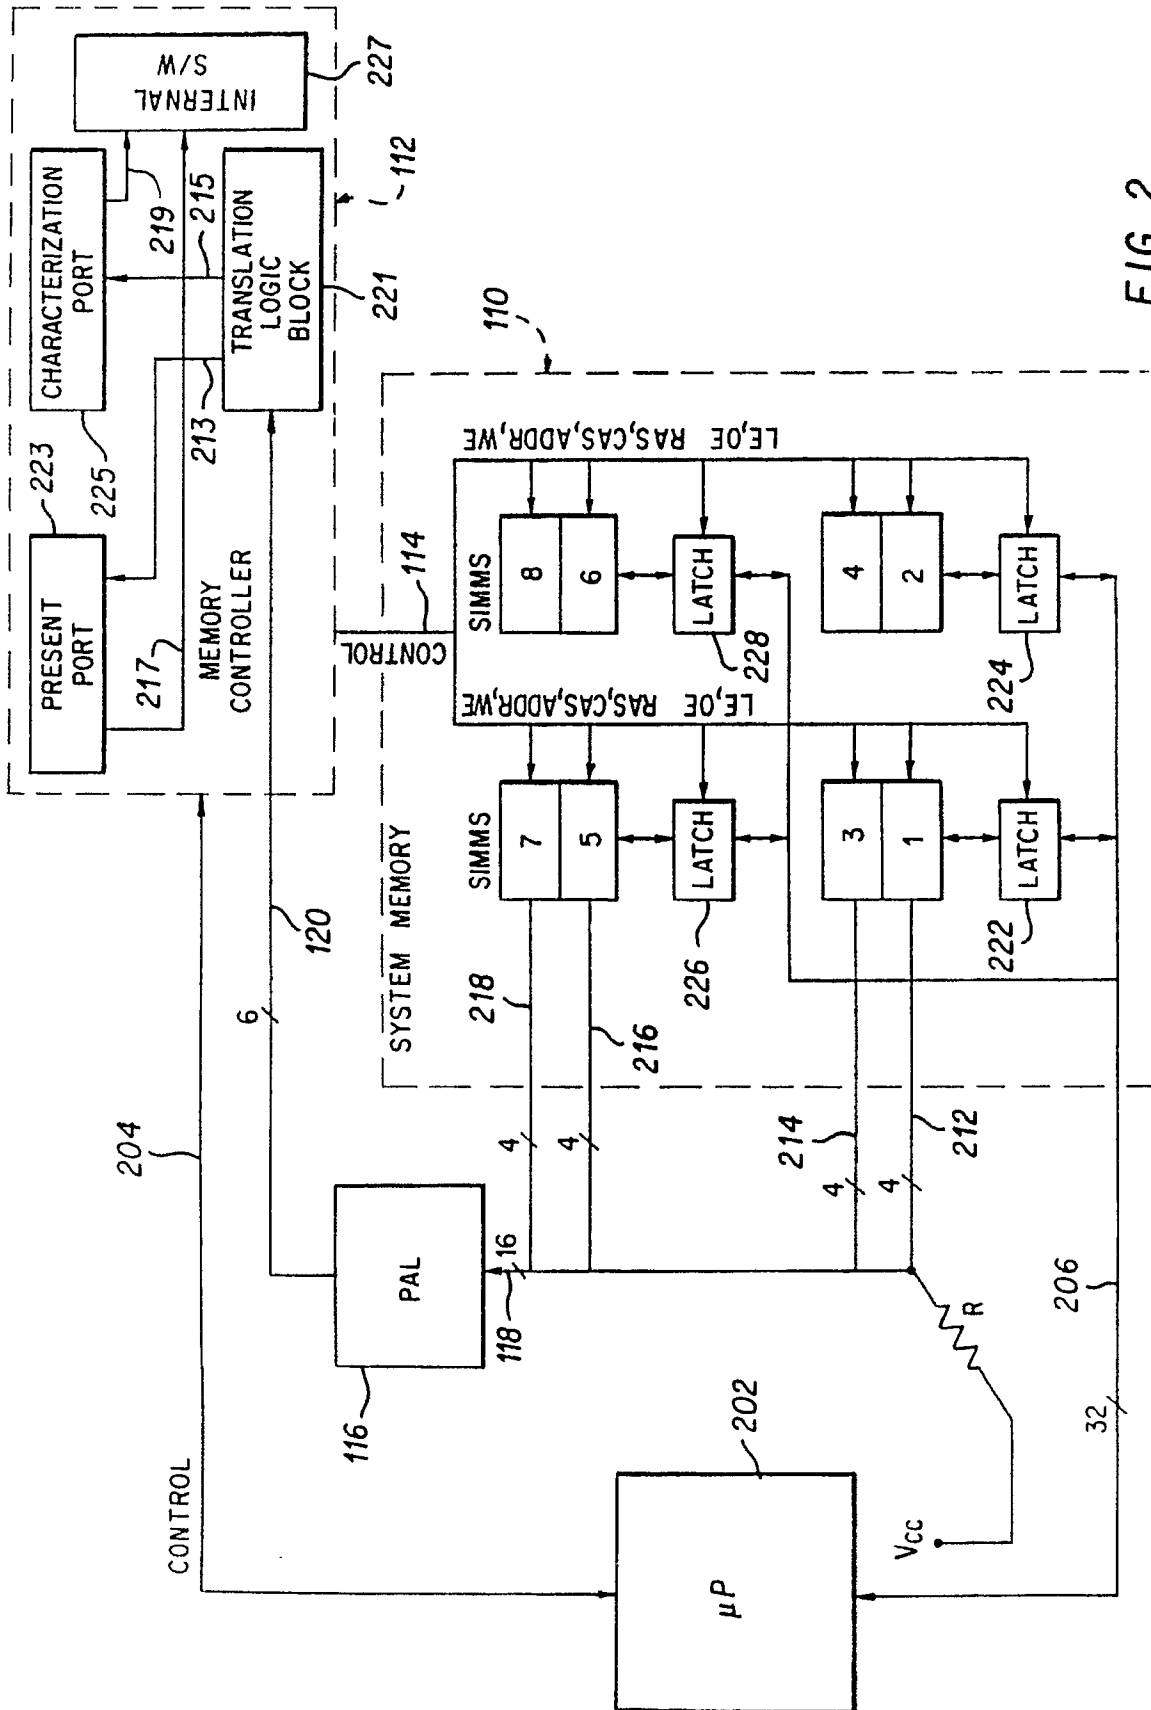 PRESENT
PORT
223
CHARACTERIZATION
PORT
225
INTERNAL
S/W
227
219
215
217
213
MEMORY
CONTROLLER
TRANSLATION
LOGIC
BLOCK
221
112
204
CONTROL
120
6
114
CONTROL
110
SYSTEM MEMORY
PAL
116
118
16
SIMMS
7
5
LATCH
226
LE,OE RAS,CAS,ADDR,WE
SIMMS
8
6
LATCH
228
LE,OE RAS,CAS,ADDR,WE
4
218
4
216
4
214
4
212
3
1
LATCH
222
4
2
LATCH
224
µP
202
Vcc
R
32
206
FIG. 2